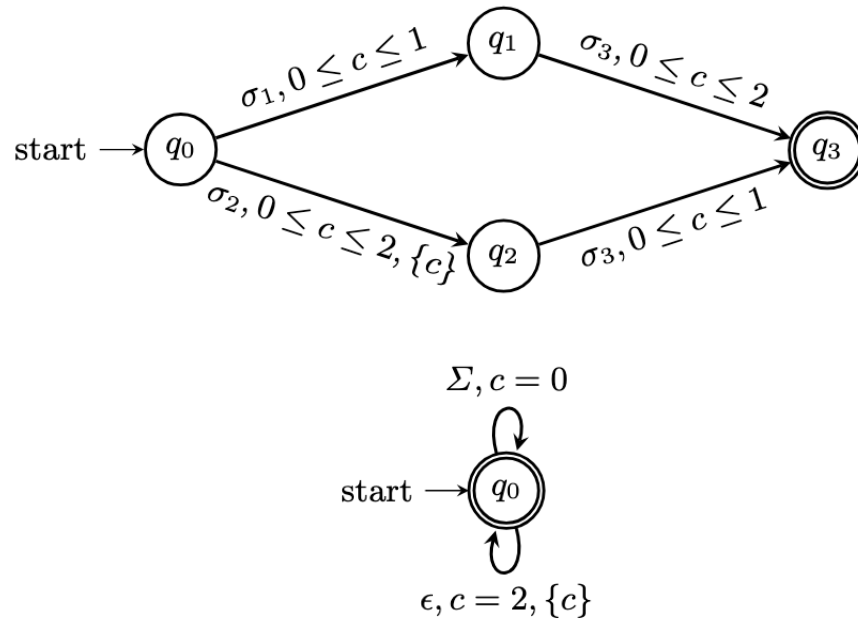 q₁
σ₁, 0 ≤ c ≤ 1
σ₃, 0 ≤ c ≤ 2
start
q₀
q₃
σ₂, 0 ≤ c ≤ 2, {c}
q₂
σ₃, 0 ≤ c ≤ 1
Σ, c = 0
start
q₀
ϵ, c = 2, {c}